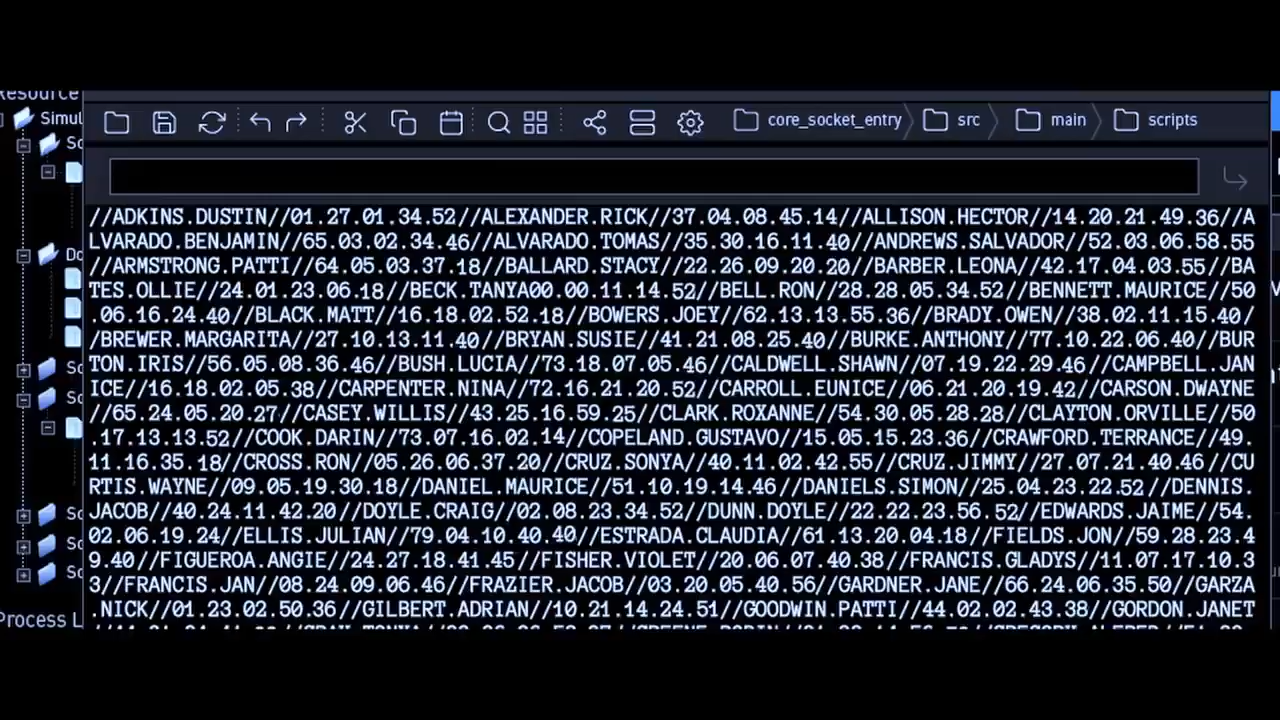 Resource
Simul
core_socket_entry
src
main
scripts
//ADKINS.DUSTIN//01.27.01.34.52//ALEXANDER.RICK//37.04.08.45.14//ALLISON.HECTOR//14.20.21.49.36//A
LVARADO.BENJAMIN//65.03.02.34.46//ALVARADO.TOMAS//35.30.16.11.40//ANDREWS.SALVADOR//52.03.06.58.55
//ARMSTRONG.PATTI//64.05.03.37.18//BALLARD.STACY//22.26.09.20.20//BARBER.LEONA//42.17.04.03.55//BA
TES.OLLIE//24.01.23.06.18//BECK.TANYA00.00.11.14.52//BELL.RON//28.28.05.34.52//BENNETT.MAURICE//50
.06.16.24.40//BLACK.MATT//16.18.02.52.18//BOWERS.JOEY//62.13.13.55.36//BRADY.OWEN//38.02.11.15.40/
/BREWER.MARGARITA//27.10.13.11.40//BRYAN.SUSIE//41.21.08.25.40//BURKE.ANTHONY//77.10.22.06.40//BUR
TON.IRIS//56.05.08.36.46//BUSH.LUCIA//73.18.07.05.46//CALDWELL.SHAWN//07.19.22.29.46//CAMPBELL.JAN
ICE//16.18.02.05.38//CARPENTER.NINA//72.16.21.20.52//CARROLL.EUNICE//06.21.20.19.42//CARSON.DWAYNE
//65.24.05.20.27//CASEY.WILLIS//43.25.16.59.25//CLARK.ROXANNE//54.30.05.28.28//CLAYTON.ORVILLE//50
.17.13.13.52//COOK.DARIN//73.07.16.02.14//COPELAND.GUSTAVO//15.05.15.23.36//CRAWFORD.TERRANCE//49.
11.16.35.18//CROSS.RON//05.26.06.37.20//CRUZ.SONYA//40.11.02.42.55//CRUZ.JIMMY//27.07.21.40.46//CU
RTIS.WAYNE//09.05.19.30.18//DANIEL.MAURICE//51.10.19.14.46//DANIELS.SIMON//25.04.23.22.52//DENNIS.
JACOB//40.24.11.42.20//DOYLE.CRAIG//02.08.23.34.52//DUNN.DOYLE//22.22.23.56.52//EDWARDS.JAIME//54.
02.06.19.24//ELLIS.JULIAN//79.04.10.40.40//ESTRADA.CLAUDIA//61.13.20.04.18//FIELDS.JON//59.28.23.4
9.40//FIGUEROA.ANGIE//24.27.18.41.45//FISHER.VIOLET//20.06.07.40.38//FRANCIS.GLADYS//11.07.17.10.3
3//FRANCIS.JAN//08.24.09.06.46//FRAZIER.JACOB//03.20.05.40.56//GARDNER.JANE//66.24.06.35.50//GARZA
.NICK//01.23.02.50.36//GILBERT.ADRIAN//10.21.14.24.51//GOODWIN.PATTI//44.02.02.43.38//GORDON.JANET
Process L